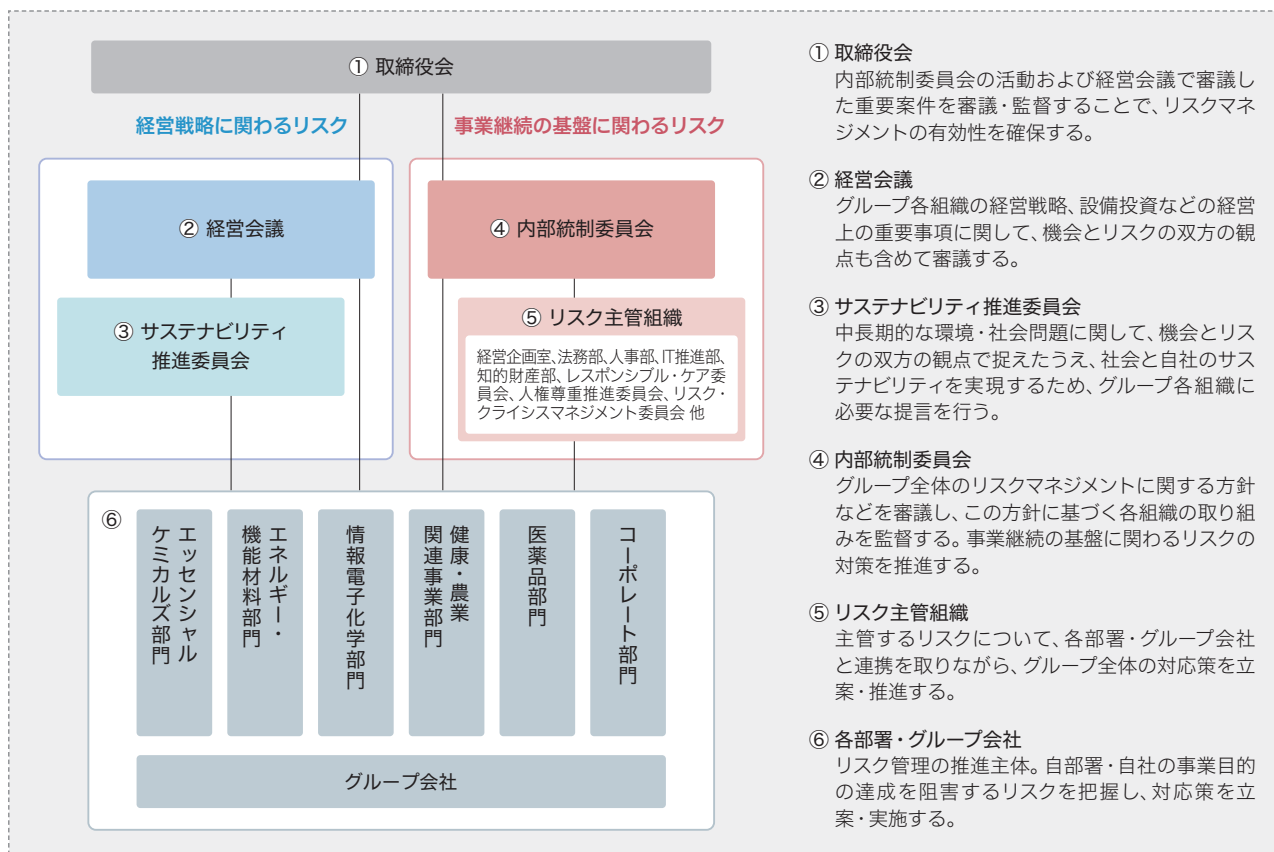 ① 取締役会
経営戦略に関わるリスク
事業継続の基盤に関わるリスク
② 経営会議
③ サステナビリティ
推進委員会
④ 内部統制委員会
⑤ リスク主管組織
経営企画室、法務部、人事部、IT推進部、
知的財産部、レスポンシブル・ケア委
員会、人権尊重推進委員会、リスク・
クライシスマネジメント委員会 他
⑥
エッセンシャル
ケミカルズ部門
エネルギー・
機能材料部門
情報電子化学部門
健康・農業
関連事業部門
医薬品部門
コーポレート部門
グループ会社
① 取締役会
内部統制委員会の活動および経営会議で審議し
た重要案件を審議・監督することで、リスクマネ
ジメントの有効性を確保する。
② 経営会議
グループ各組織の経営戦略、設備投資などの経営
上の重要事項に関して、機会とリスクの双方の観
点も含めて審議する。
③ サステナビリティ推進委員会
中長期的な環境・社会問題に関して、機会とリス
クの双方の観点で捉えたうえ、社会と自社のサス
テナビリティを実現するため、グループ各組織に
必要な提言を行う。
④ 内部統制委員会
グループ全体のリスクマネジメントに関する方針
などを審議し、この方針に基づく各組織の取り組
みを監督する。事業継続の基盤に関わるリスクの
対策を推進する。
⑤ リスク主管組織
主管するリスクについて、各部署・グループ会社
と連携を取りながら、グループ全体の対応策を立
案・推進する。
⑥ 各部署・グループ会社
リスク管理の推進主体。自部署・自社の事業目的
の達成を阻害するリスクを把握し、対応策を立
案・実施する。